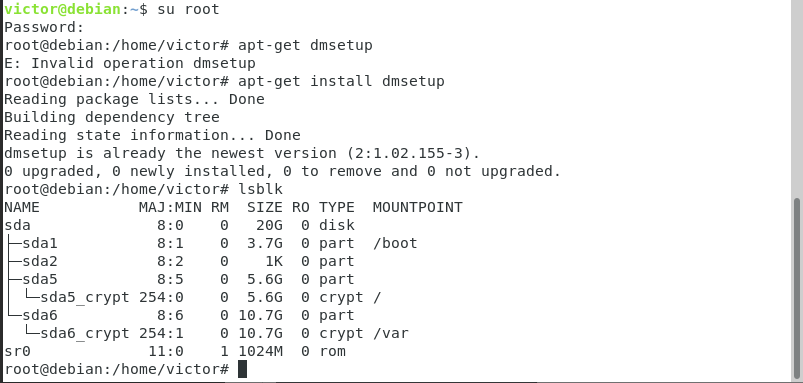 victor@debian:~$ su root
Password:
root@debian:/home/victor# apt-get dmsetup
E: Invalid operation dmsetup
root@debian:/home/victor# apt-get install dmsetup
Reading package lists... Done
Building dependency tree
Reading state information... Done
dmsetup is already the newest version (2:1.02.155-3).
0 upgraded, 0 newly installed, 0 to remove and 0 not upgraded.
root@debian:/home/victor# lsblk
NAME           MAJ:MIN RM  SIZE RO TYPE  MOUNTPOINT
sda              8:0    0   20G  0 disk
├─sda1           8:1    0  3.7G  0 part  /boot
├─sda2           8:2    0    1K  0 part
├─sda5           8:5    0  5.6G  0 part
│ └─sda5_crypt 254:0    0  5.6G  0 crypt /
└─sda6           8:6    0 10.7G  0 part
  └─sda6_crypt 254:1    0 10.7G  0 crypt /var
sr0             11:0    1 1024M  0 rom
root@debian:/home/victor#